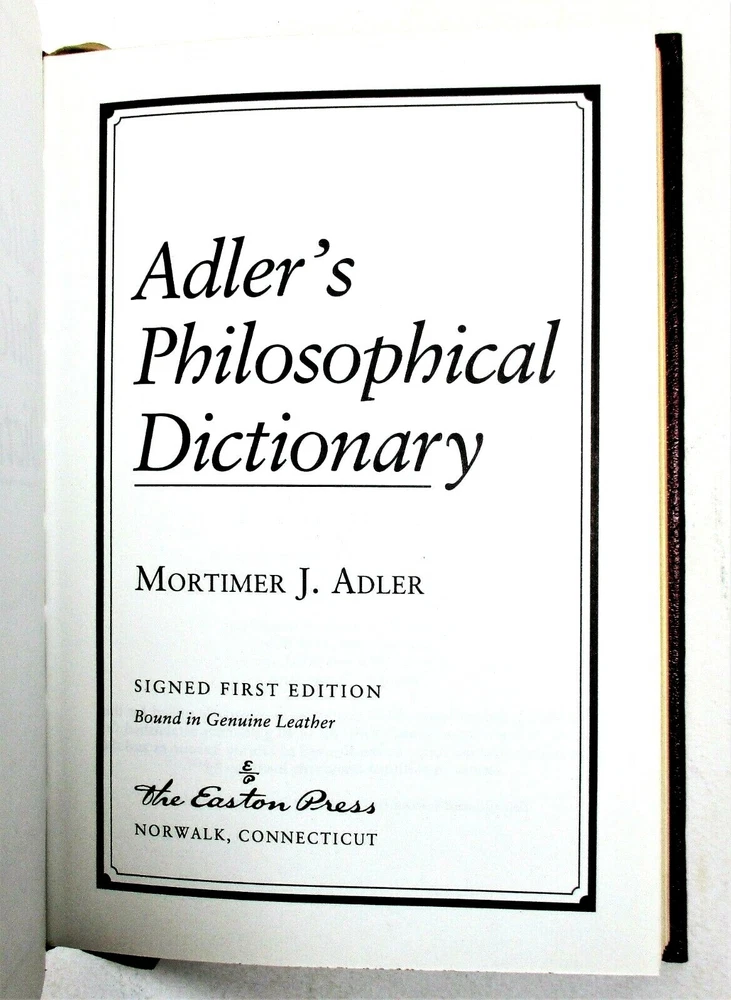 Adler's
Philosophical
Dictionary
MORTIMER J. ADLER
SIGNED FIRST EDITION
Bound in Genuine Leather
The Easton Press
NORWALK, CONNECTICUT